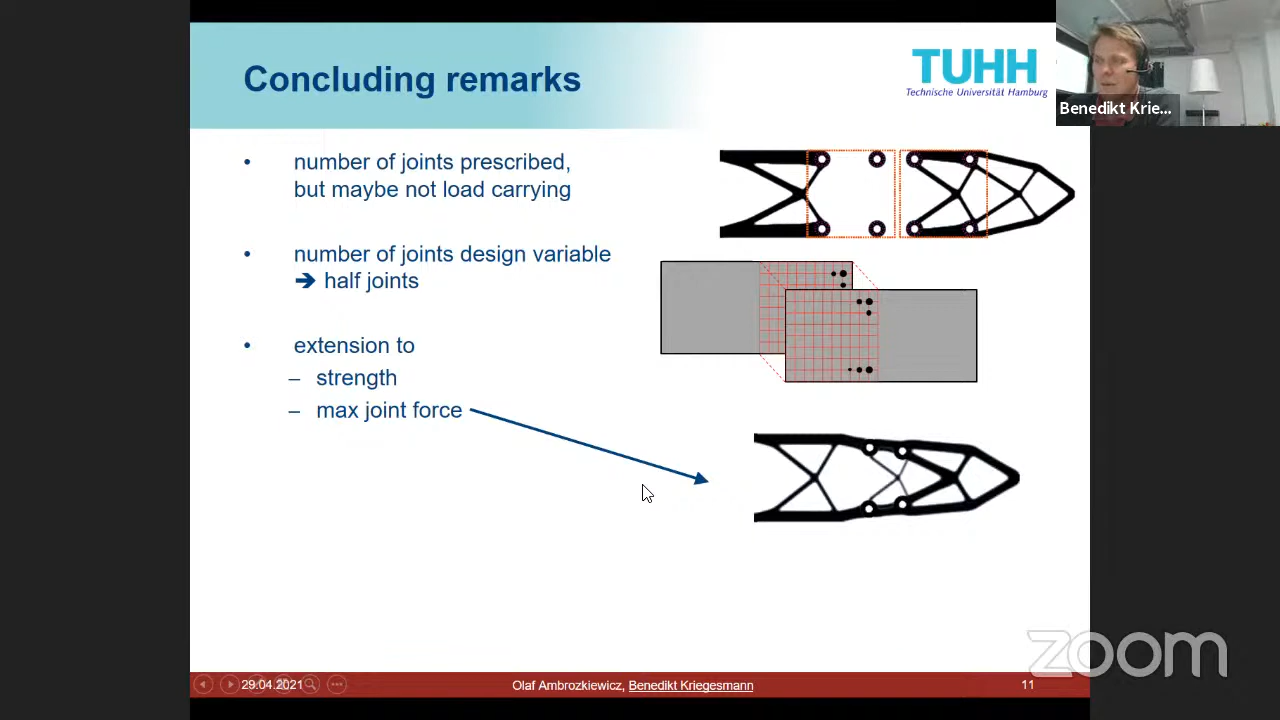 Concluding remarks
TUHH
Technische Universität Hamburg
Benedikt Krie...
• number of joints prescribed,
but maybe not load carrying
• number of joints design variable
➔ half joints
• extension to
– strength
– max joint force
zoom
29.04.2021
Olaf Ambrozkiewicz, Benedikt Kriegesmann
11